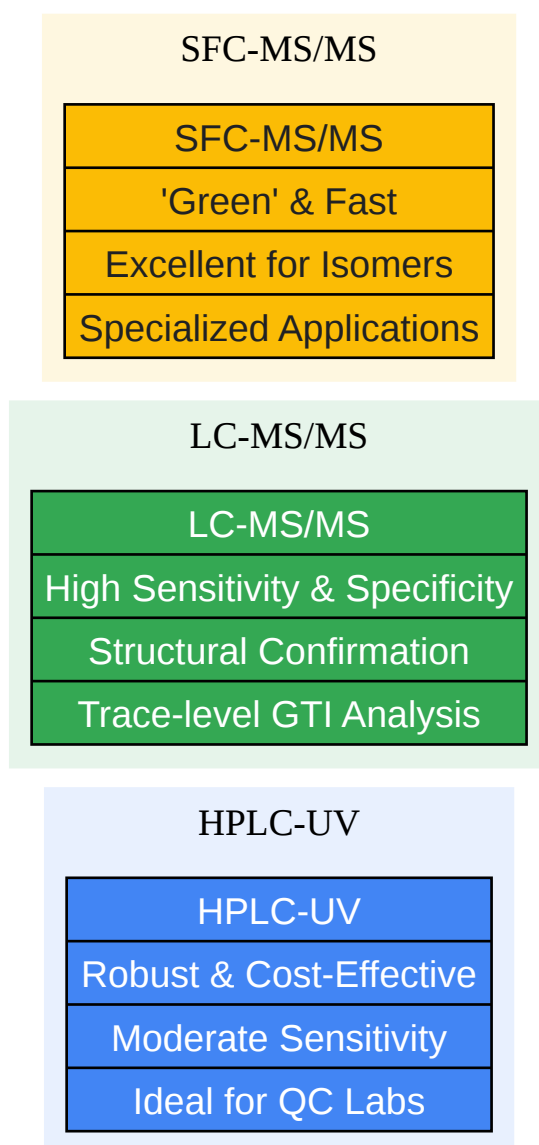 SFC-MS/MS
SFC-MS/MS
'Green' & Fast
Excellent for Isomers
Specialized Applications
LC-MS/MS
LC-MS/MS
High Sensitivity & Specificity
Structural Confirmation
Trace-level GTI Analysis
HPLC-UV
HPLC-UV
Robust & Cost-Effective
Moderate Sensitivity
Ideal for QC Labs